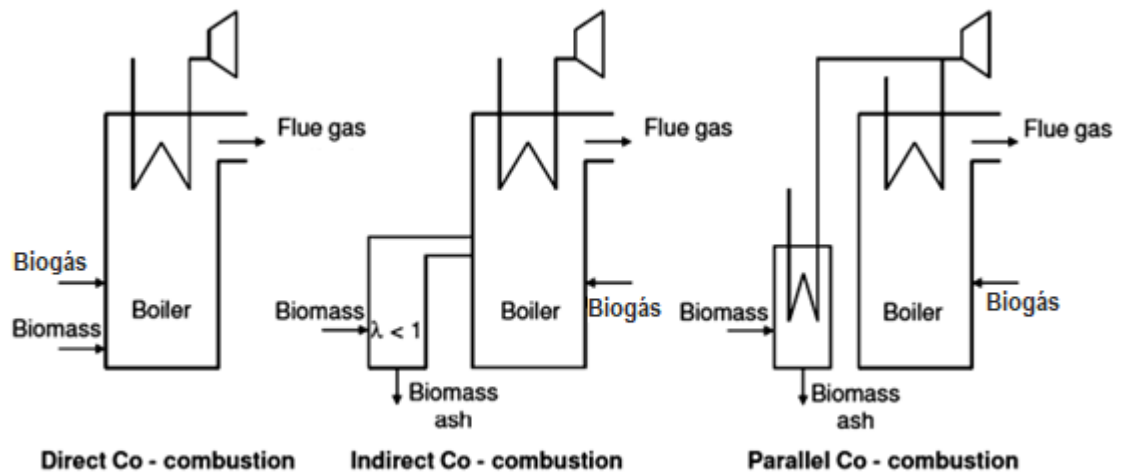 Flue gas
Biogás
Biomass
Boiler
Direct Co - combustion
Flue gas
Biomass
λ < 1
Boiler
Biogás
Biomass
ash
Indirect Co - combustion
Flue gas
Biomass
Boiler
Biogás
Biomass
ash
Parallel Co - combustion